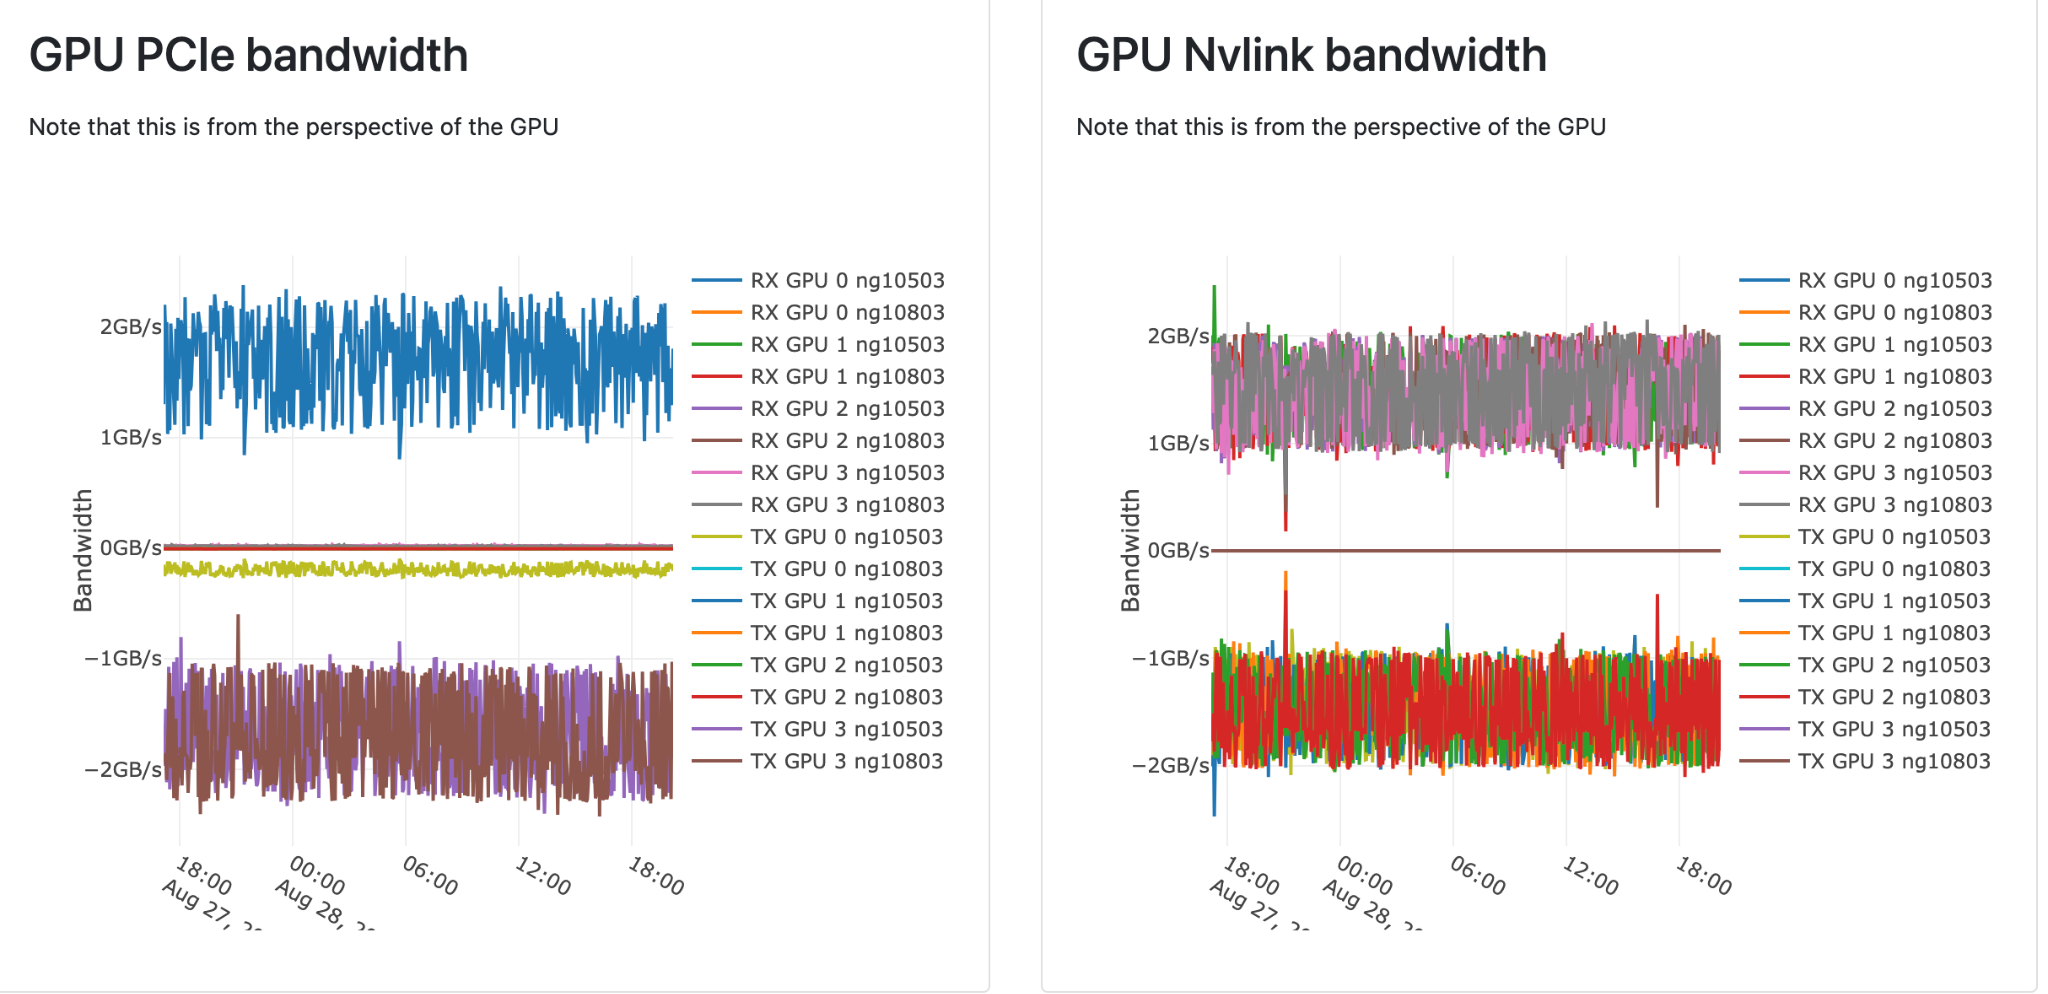 GPU PCIe bandwidth
Note that this is from the perspective of the GPU
2GB/s
1GB/s
0GB/s
−1GB/s
−2GB/s
Bandwidth
18:00
Aug 27,
00:00
Aug 28,
06:00
12:00
18:00
RX GPU 0 ng10503
RX GPU 0 ng10803
RX GPU 1 ng10503
RX GPU 1 ng10803
RX GPU 2 ng10503
RX GPU 2 ng10803
RX GPU 3 ng10503
RX GPU 3 ng10803
TX GPU 0 ng10503
TX GPU 0 ng10803
TX GPU 1 ng10503
TX GPU 1 ng10803
TX GPU 2 ng10503
TX GPU 2 ng10803
TX GPU 3 ng10503
TX GPU 3 ng10803
GPU Nvlink bandwidth
Note that this is from the perspective of the GPU
2GB/s
1GB/s
0GB/s
−1GB/s
−2GB/s
Bandwidth
18:00
Aug 27,
00:00
Aug 28,
06:00
12:00
18:00
RX GPU 0 ng10503
RX GPU 0 ng10803
RX GPU 1 ng10503
RX GPU 1 ng10803
RX GPU 2 ng10503
RX GPU 2 ng10803
RX GPU 3 ng10503
RX GPU 3 ng10803
TX GPU 0 ng10503
TX GPU 0 ng10803
TX GPU 1 ng10503
TX GPU 1 ng10803
TX GPU 2 ng10503
TX GPU 2 ng10803
TX GPU 3 ng10503
TX GPU 3 ng10803